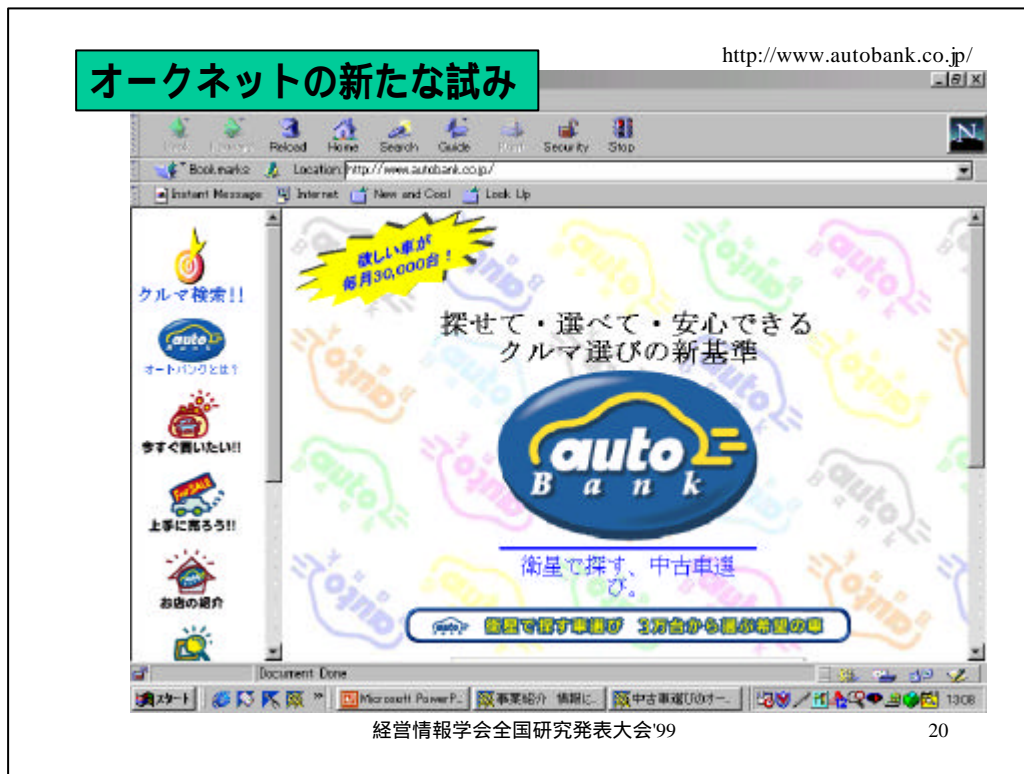 http://www.autobank.co.jp/
オークネットの新たな試み
Reload Home Search Guide Print Security Stop
Bookmarks Location: http://www.autobank.co.jp/
Instant Message Internet New and Cool Look Up
欲しい車が
毎月30,000台!
クルマ検索!!
探せて・選べて・安心できる
クルマ選びの新基準
auto
オートバンクとは?
auto
Bank
今すぐ買いたい!!
上手に売ろう!!
衛星で探す、中古車選
び。
お店の紹介
auto 衛星で探す車選び 3万台から選ぶ希望の車
Document: Done
スタート Microsoft PowerP... 事業紹介 情報に... 中古車選びのオー... 13:08
経営情報学会全国研究発表大会'99
20